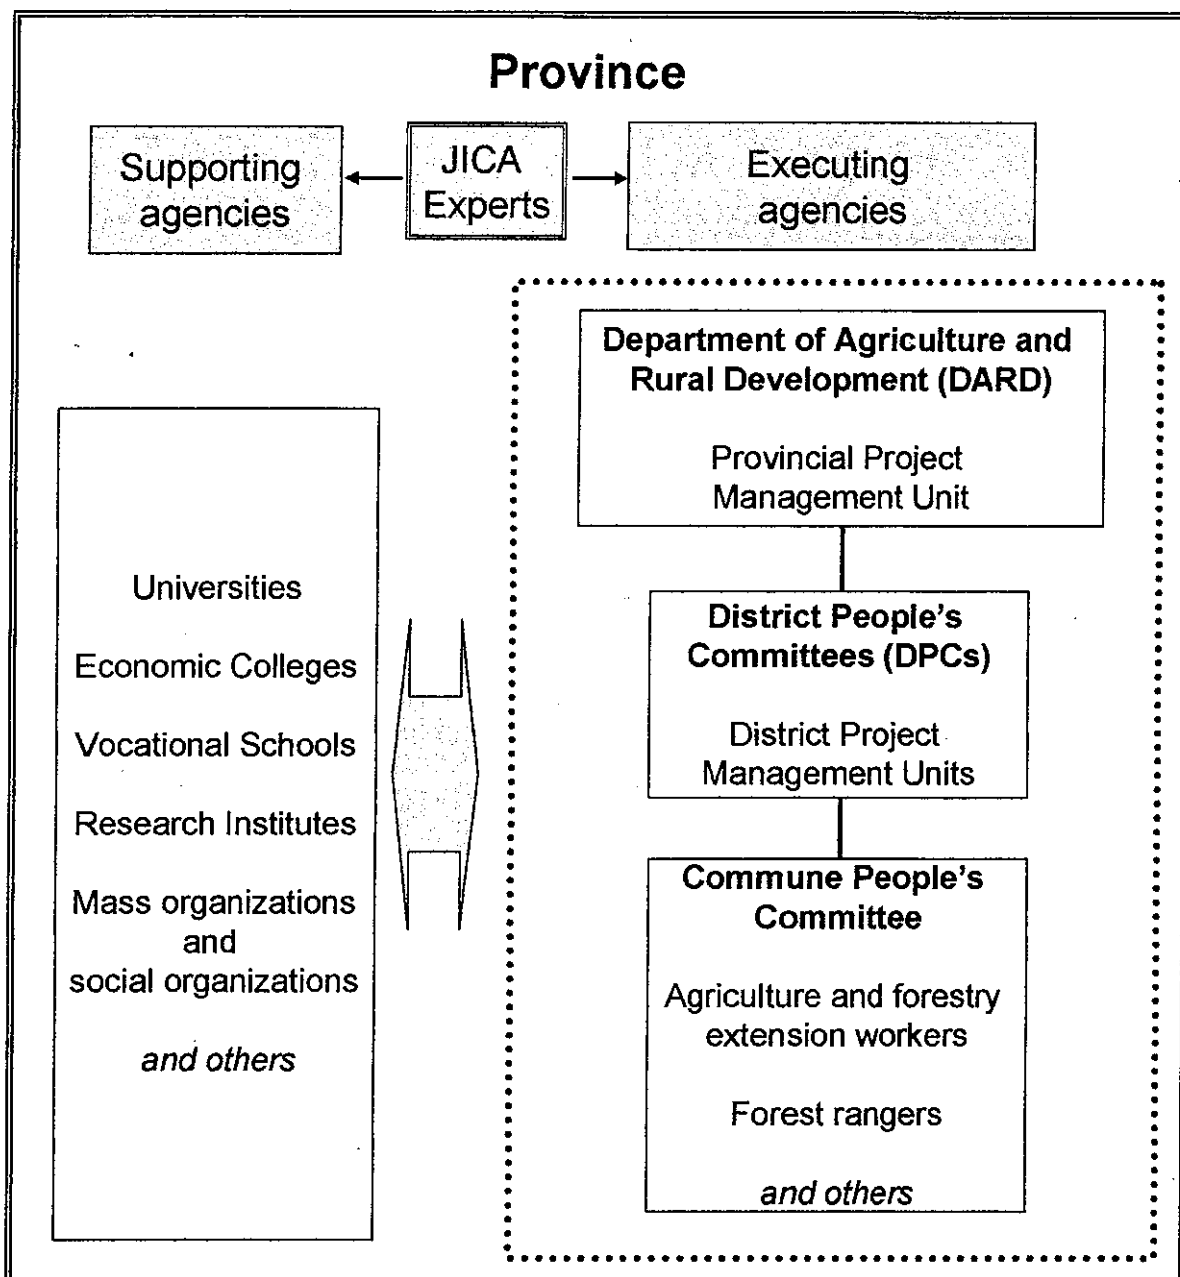 Province
Supporting
agencies
JICA
Experts
Executing
agencies
Department of Agriculture and
Rural Development (DARD)
Provincial Project
Management Unit
Universities
Economic Colleges
Vocational Schools
Research Institutes
Mass organizations
and
social organizations
and others
District People's
Committees (DPCs)
District Project
Management Units
Commune People's
Committee
Agriculture and forestry
extension workers
Forest rangers
and others